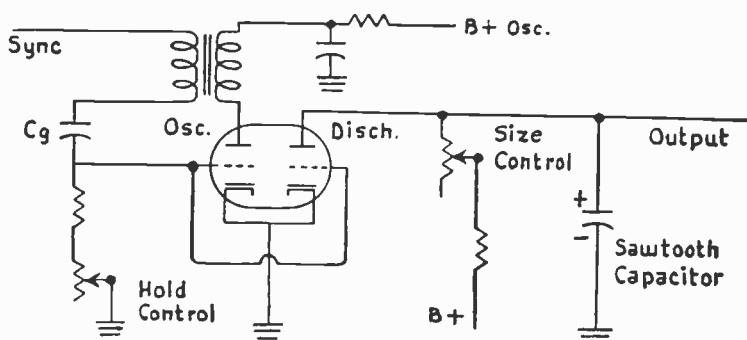 Sync
B+ Osc.
Cg
Osc.
Disch.
Size
Control
Output
+
-
Sawtooth
Capacitor
Hold
Control
B+